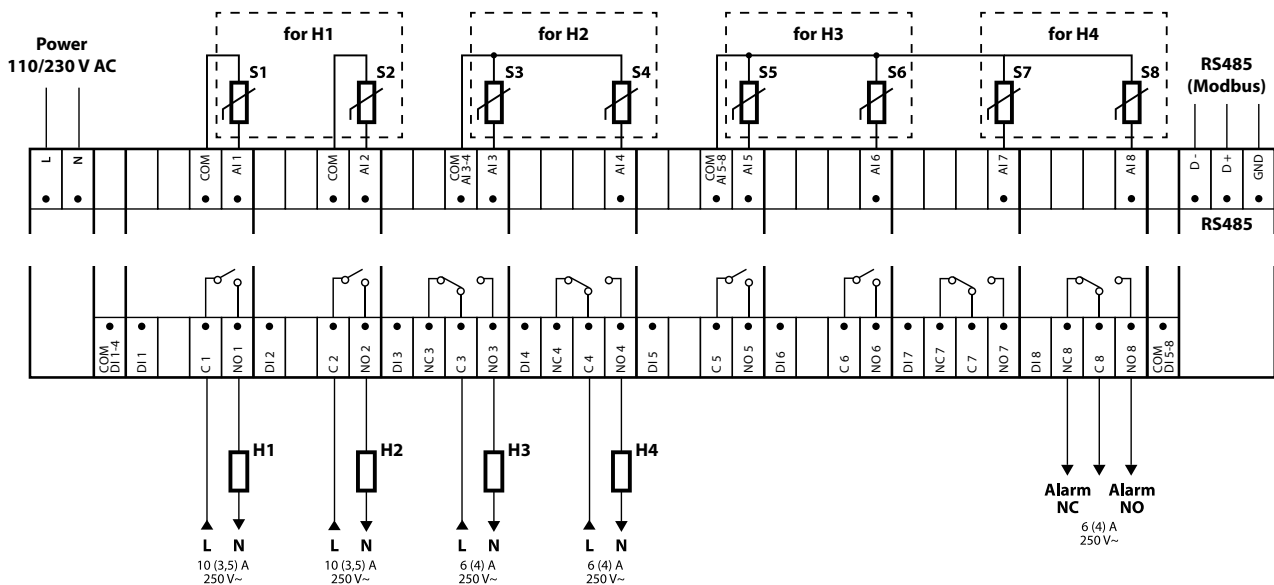 Power
110/230 V AC
for H1
for H2
for H3
for H4
S1
S2
S3
S4
S5
S6
S7
S8
RS485
(Modbus)
L
N
COM
AI 1
COM
AI 2
COM
AI 3-4
AI 3
AI 4
COM
AI 5-8
AI 5
AI 6
AI 7
AI 8
D -
D +
GND
RS485
COM
DI 1-4
DI 1
C 1
NO 1
DI 2
C 2
NO 2
DI 3
NC 3
C 3
NO 3
DI 4
NC 4
C 4
NO 4
DI 5
C 5
NO 5
DI 6
C 6
NO 6
DI 7
NC 7
C 7
NO 7
DI 8
NC 8
C 8
NO 8
COM
DI 5-8
H1
H2
H3
H4
L N
10 (3,5) A
250 V~
L N
10 (3,5) A
250 V~
L N
6 (4) A
250 V~
L N
6 (4) A
250 V~
Alarm
NC
Alarm
NO
6 (4) A
250 V~